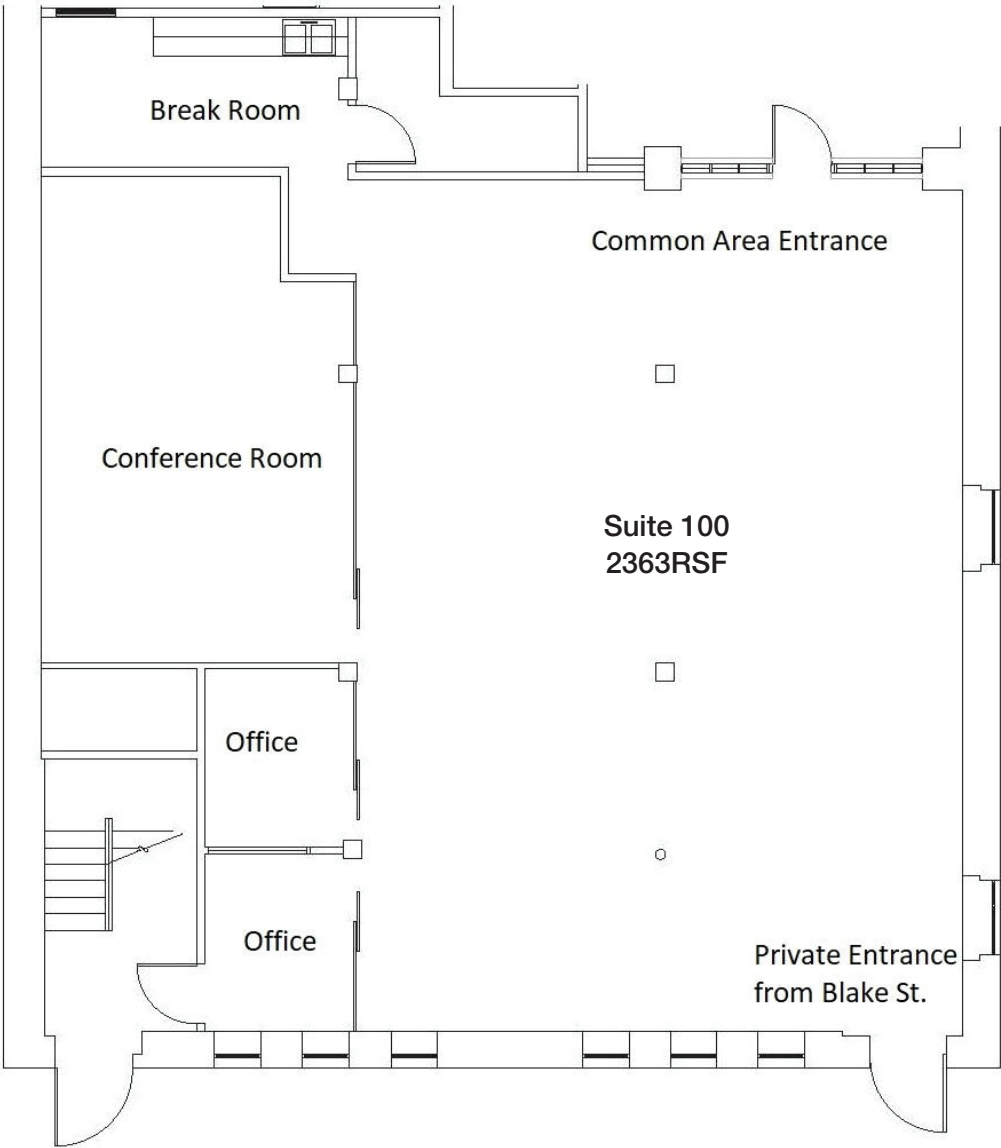 Break Room
Common Area Entrance
Conference Room
Suite 100
2363RSF
Office
Office
Private Entrance
from Blake St.